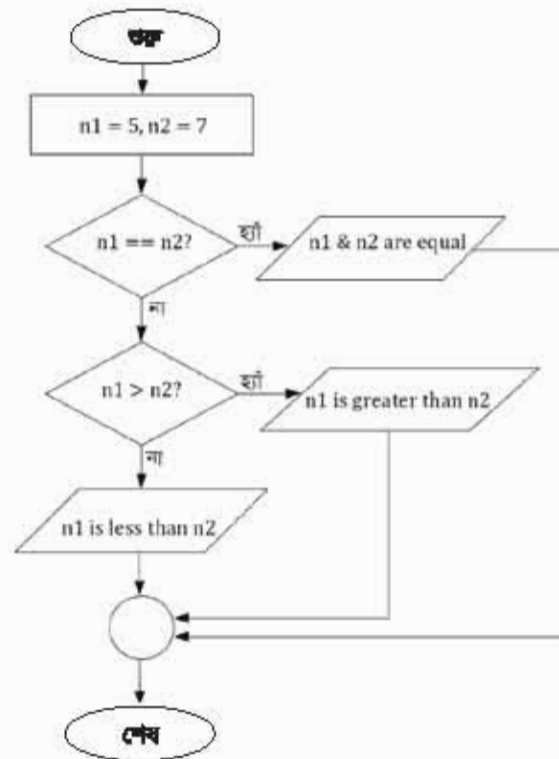 শুরু
n1 = 5, n2 = 7
n1 == n2?
হ্যাঁ
n1 & n2 are equal
না
n1 > n2?
হ্যাঁ
n1 is greater than n2
না
n1 is less than n2
শেষ